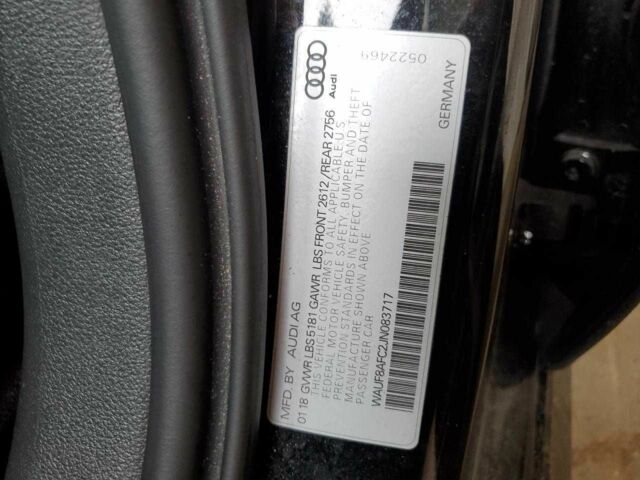 MFD. BY AUDI AG
01 18 GVWR LBS 5181 GAWR LBS FRONT 2612 / REAR 2756
THIS VEHICLE CONFORMS TO ALL APPLICABLE U S
FEDERAL MOTOR VEHICLE SAFETY, BUMPER AND THEFT
PREVENTION STANDARDS IN EFFECT ON THE DATE OF
MANUFACTURE SHOWN ABOVE
PASSENGER CAR
WAUF8AFC2JN083717
Audi
0522469
GERMANY